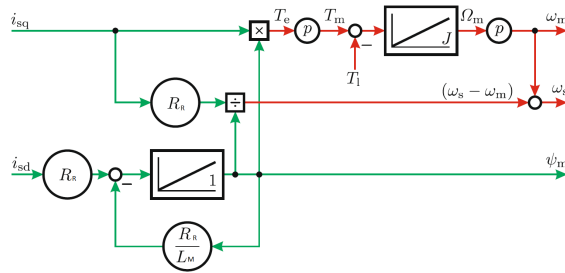 i_sq
× T_e p T_m − J Ω_m p ω_m
T_l
R_R ÷ (ω_s − ω_m) ω_s
i_sd R_R − 1 ψ_m
R_R
L_M